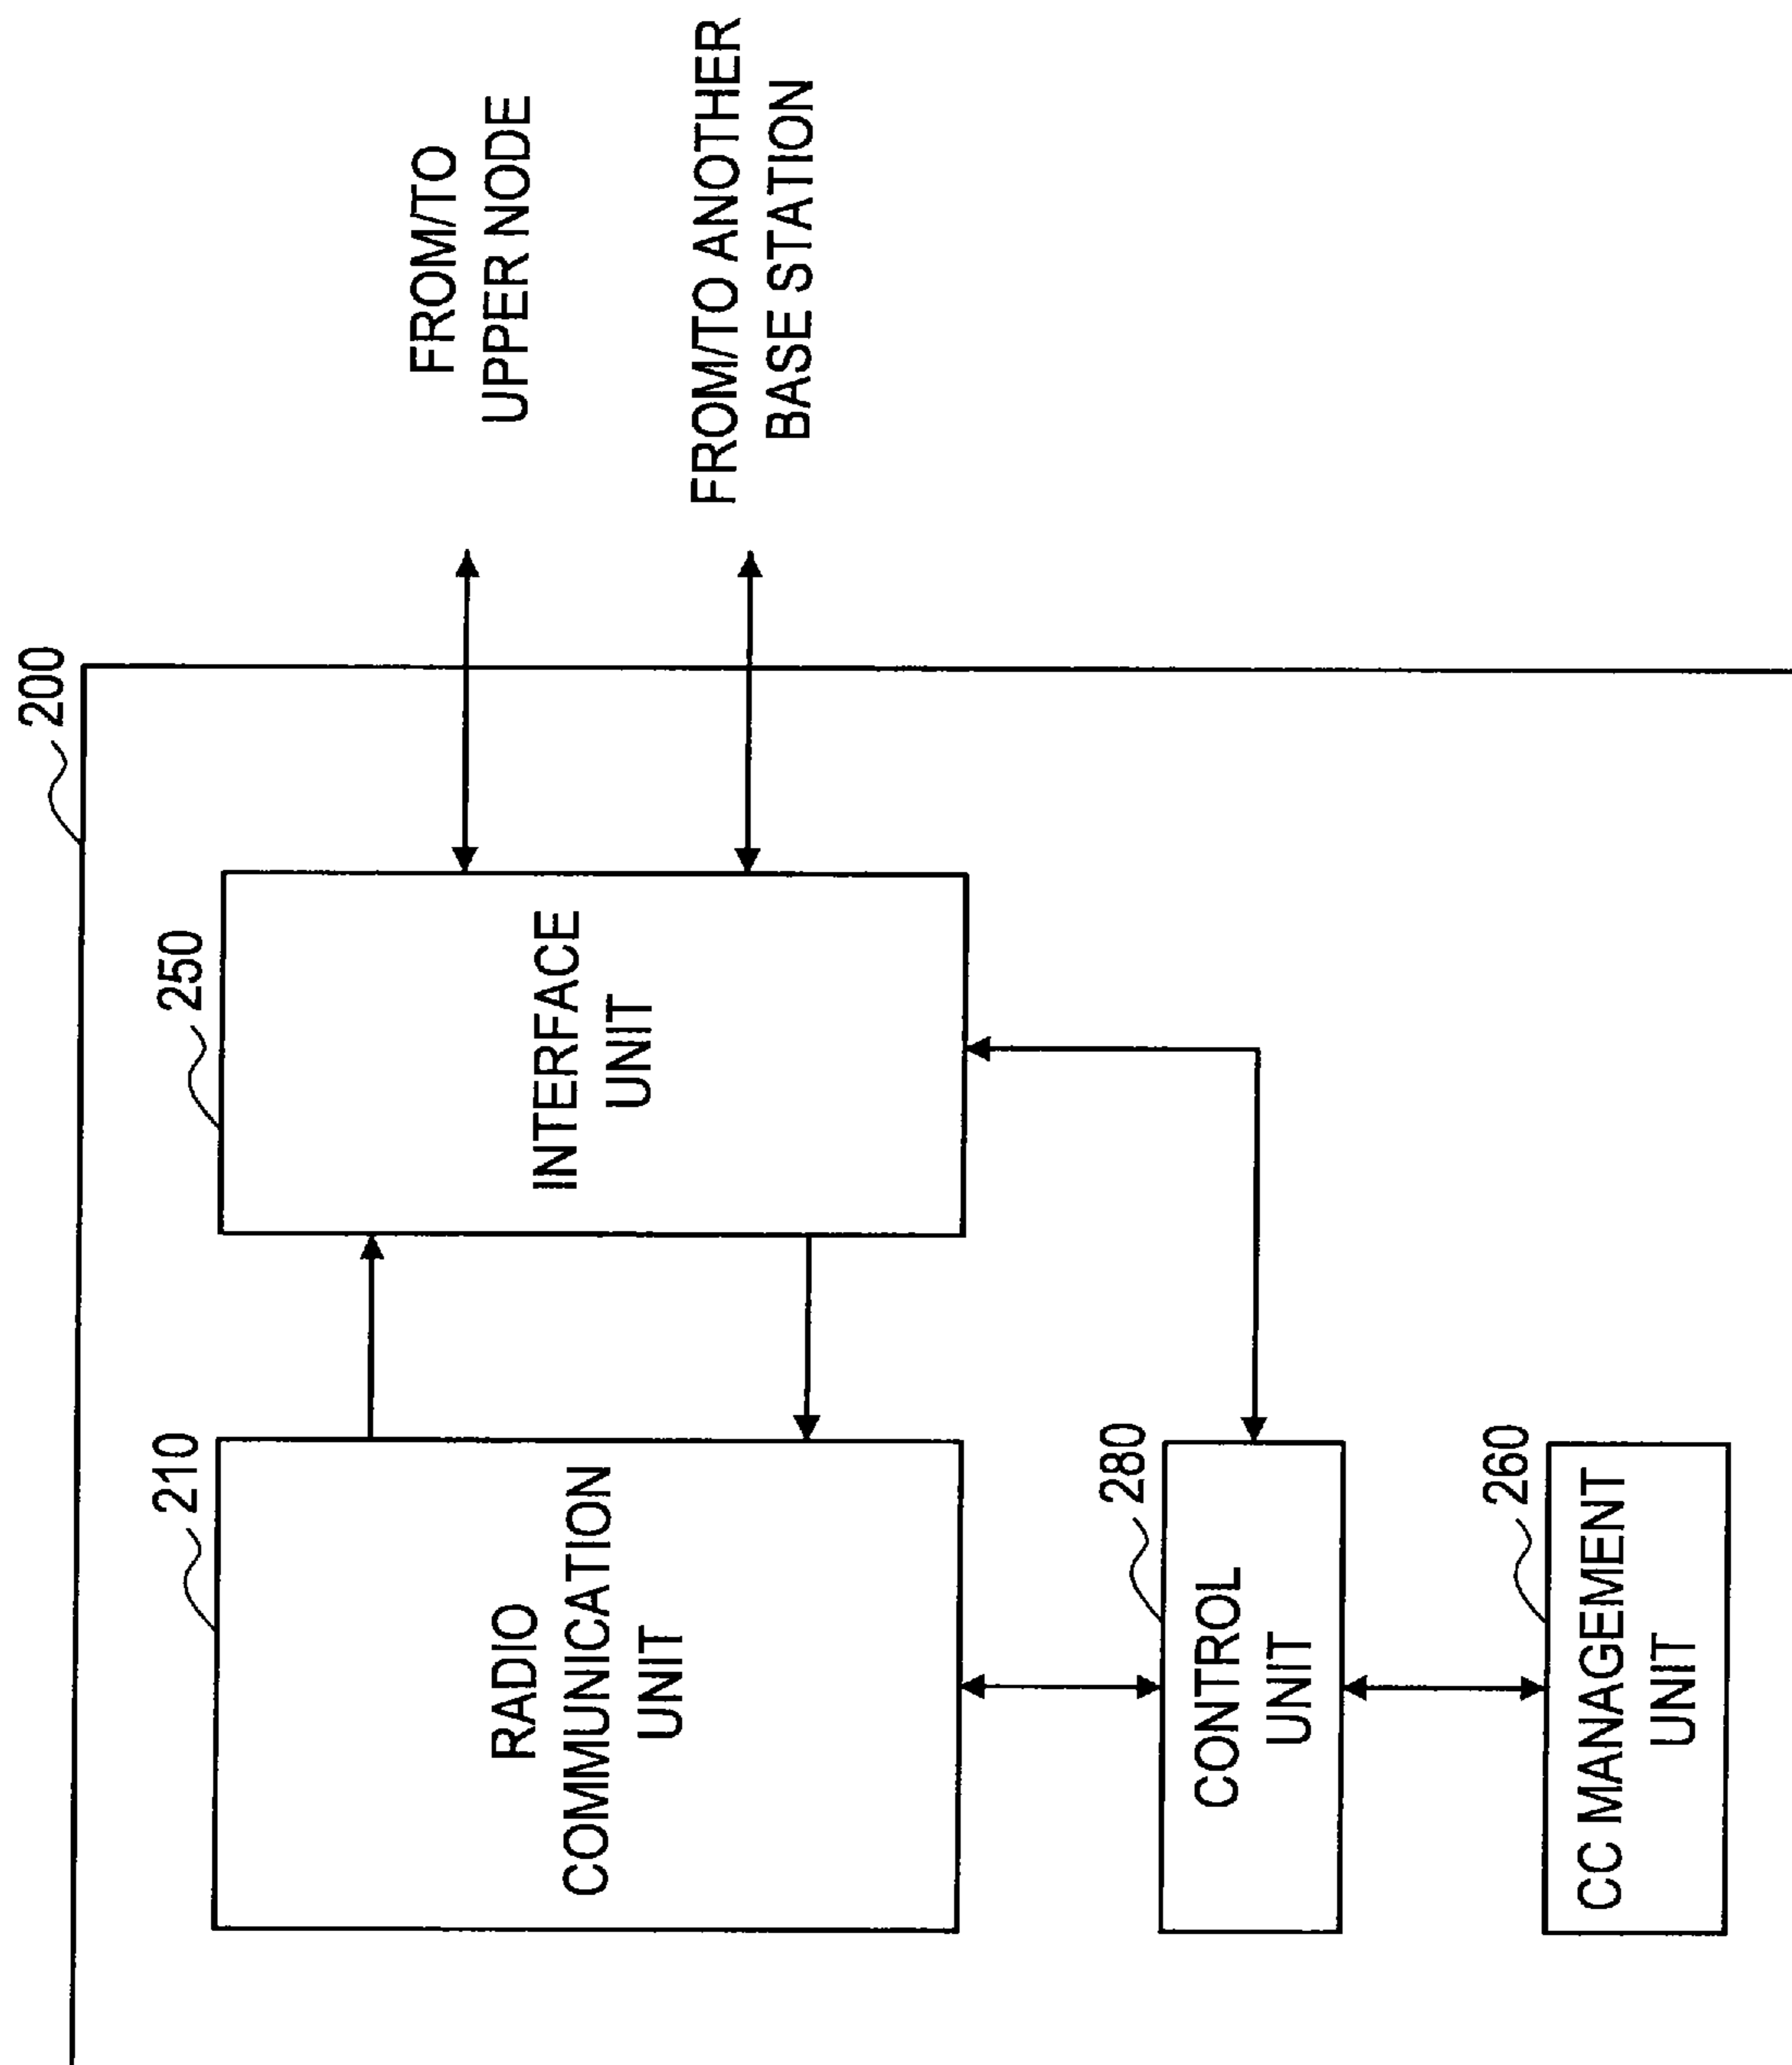 200
210
RADIO
COMMUNICATION
UNIT
250
INTERFACE
UNIT
FROM/TO
UPPER NODE
FROM/TO ANOTHER
BASE STATION
280
CONTROL
UNIT
260
CC MANAGEMENT
UNIT